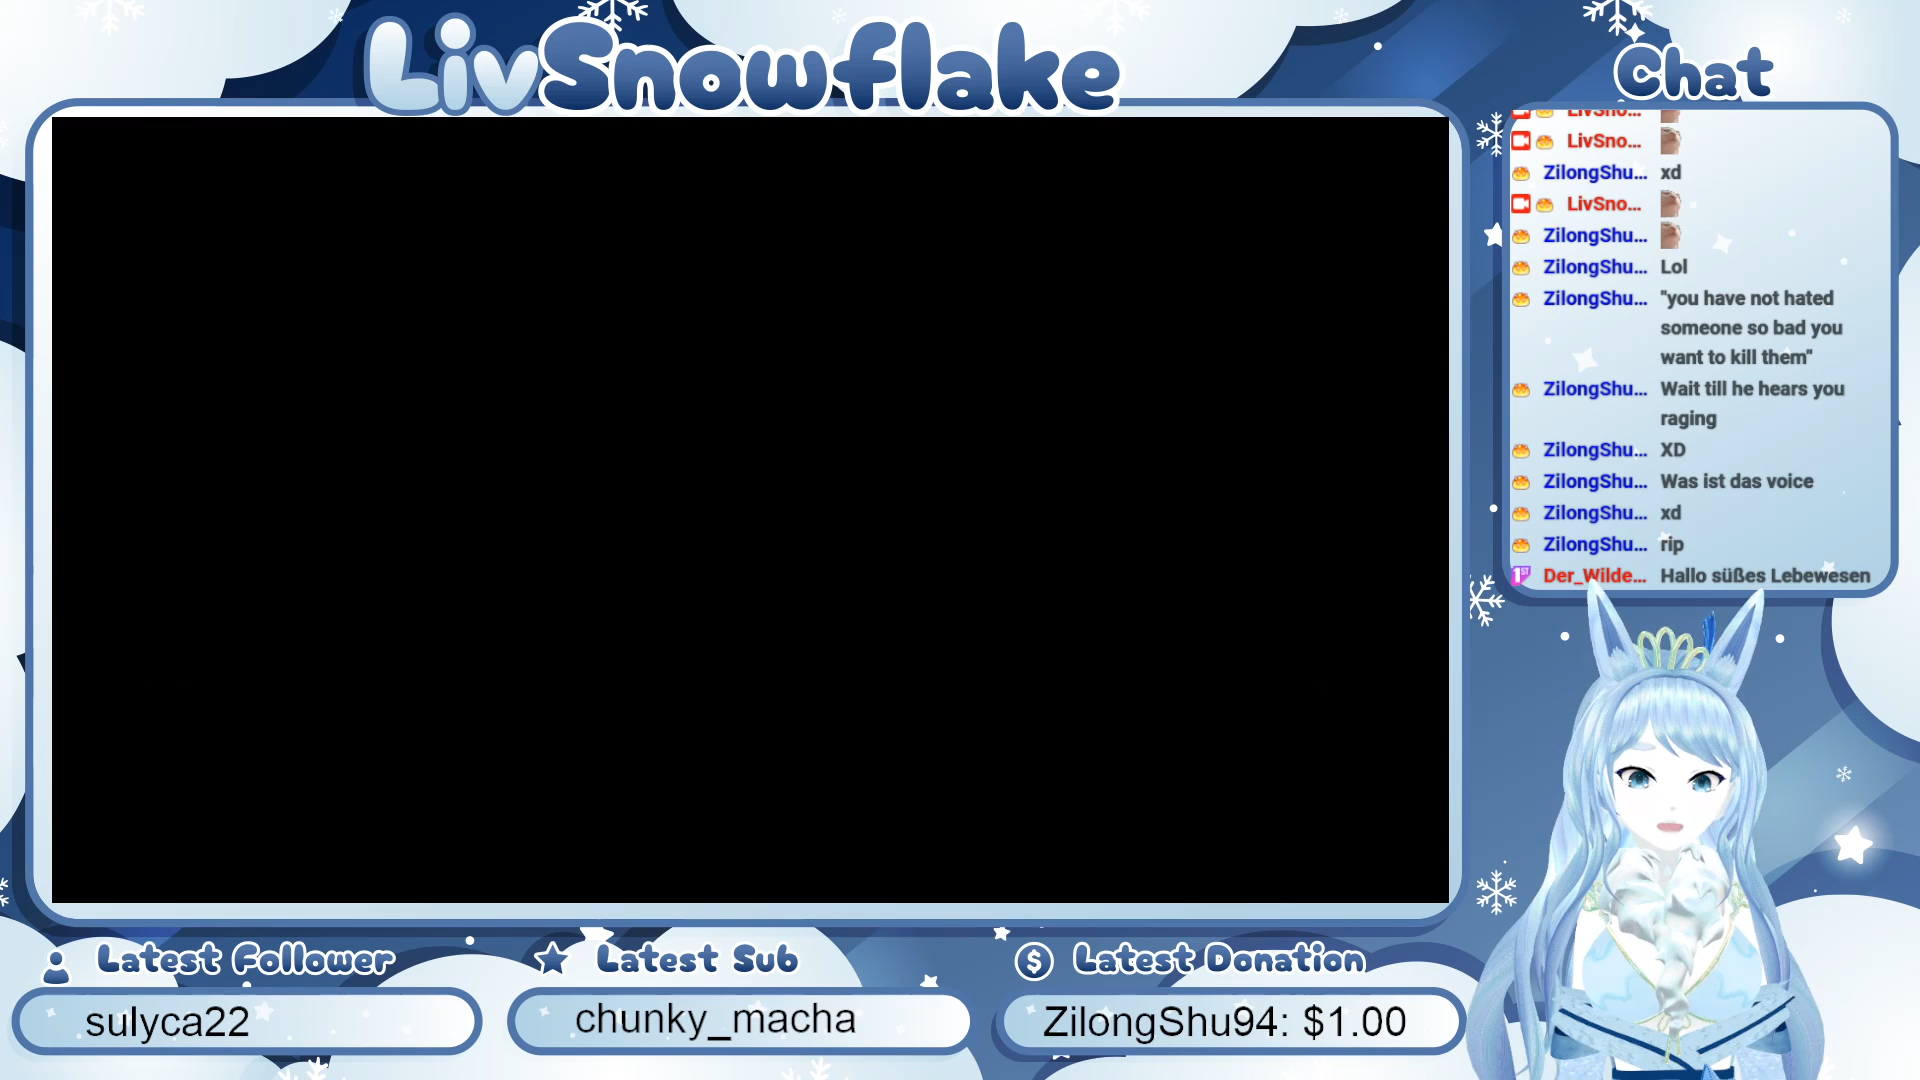 LivSnowflake
Chat
LivSno...
LivSno...
ZilongShu... xd
LivSno...
ZilongShu...
ZilongShu... Lol
ZilongShu... "you have not hated
someone so bad you
want to kill them"
ZilongShu... Wait till he hears you
raging
ZilongShu... XD
ZilongShu... Was ist das voice
ZilongShu... xd
ZilongShu... rip
1ST Der_Wilde... Hallo süßes Lebewesen
Latest Follower
Latest Sub
Latest Donation
sulyca22
chunky_macha
ZilongShu94: $1.00